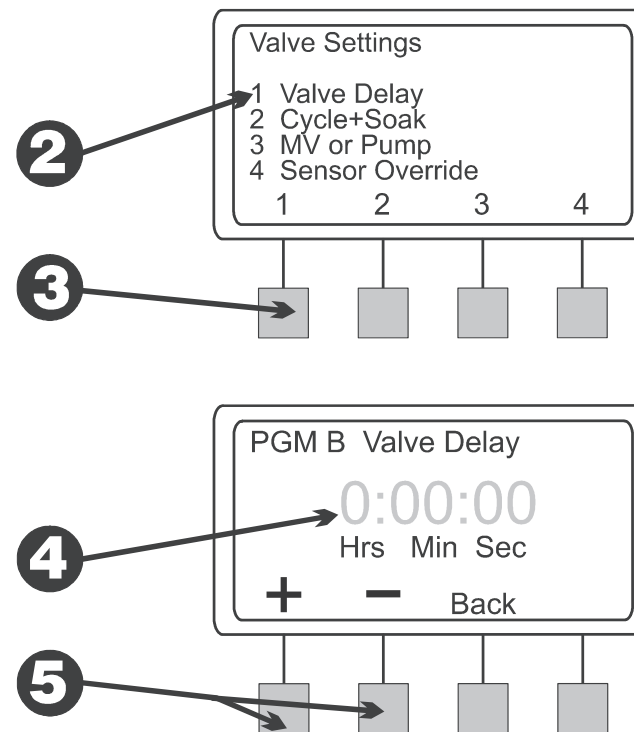 Valve Settings
1 Valve Delay
2 Cycle+Soak
3 MV or Pump
4 Sensor Override
1 2 3 4
2
3
PGM B Valve Delay
0:00:00
Hrs Min Sec
+ − Back
4
5